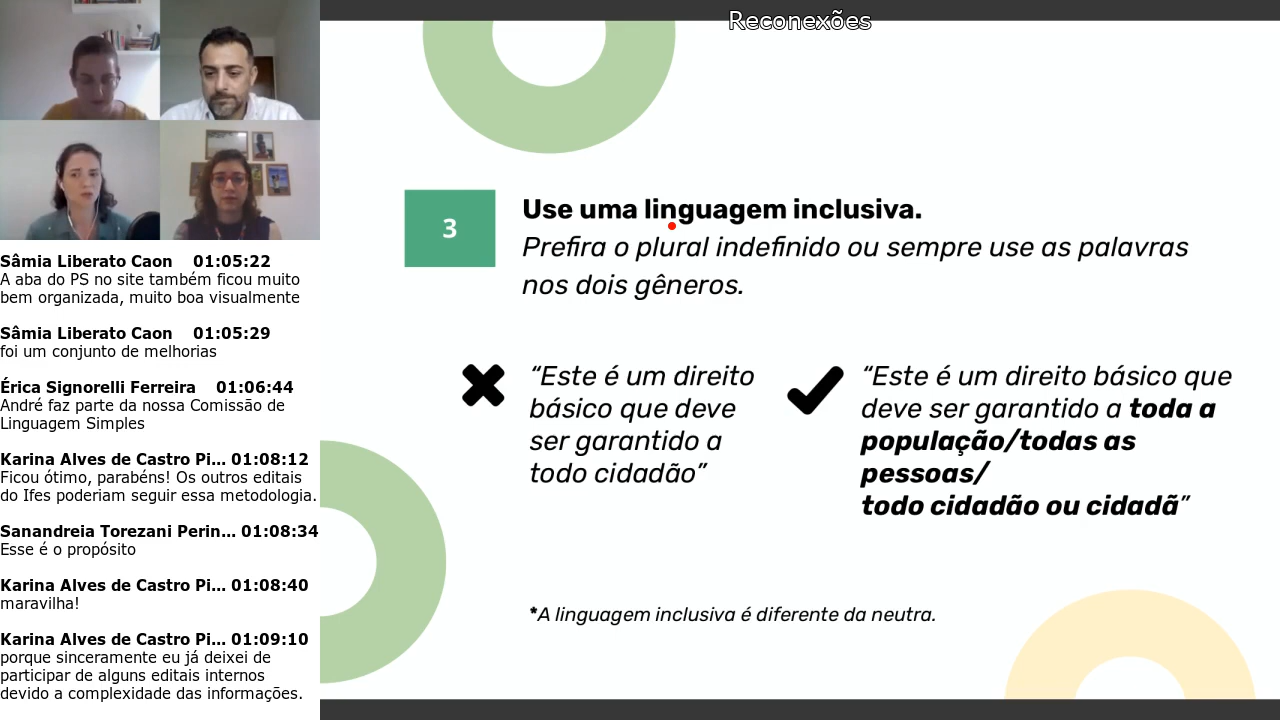 Reconexões
Sâmia Liberato Caon 01:05:22
A aba do PS no site também ficou muito
bem organizada, muito boa visualmente
Sâmia Liberato Caon 01:05:29
foi um conjunto de melhorias
Érica Signorelli Ferreira 01:06:44
André faz parte da nossa Comissão de
Linguagem Simples
Karina Alves de Castro Pi... 01:08:12
Ficou ótimo, parabéns! Os outros editais
do Ifes poderiam seguir essa metodologia.
Sanandreia Torezani Perin... 01:08:34
Esse é o propósito
Karina Alves de Castro Pi... 01:08:40
maravilha!
Karina Alves de Castro Pi... 01:09:10
porque sinceramente eu já deixei de
participar de alguns editais internos
devido a complexidade das informações.
3
Use uma linguagem inclusiva.
Prefira o plural indefinido ou sempre use as palavras
nos dois gêneros.
“Este é um direito
básico que deve
ser garantido a
todo cidadão”
“Este é um direito básico que
deve ser garantido a toda a
população/todas as
pessoas/
todo cidadão ou cidadã”
*A linguagem inclusiva é diferente da neutra.